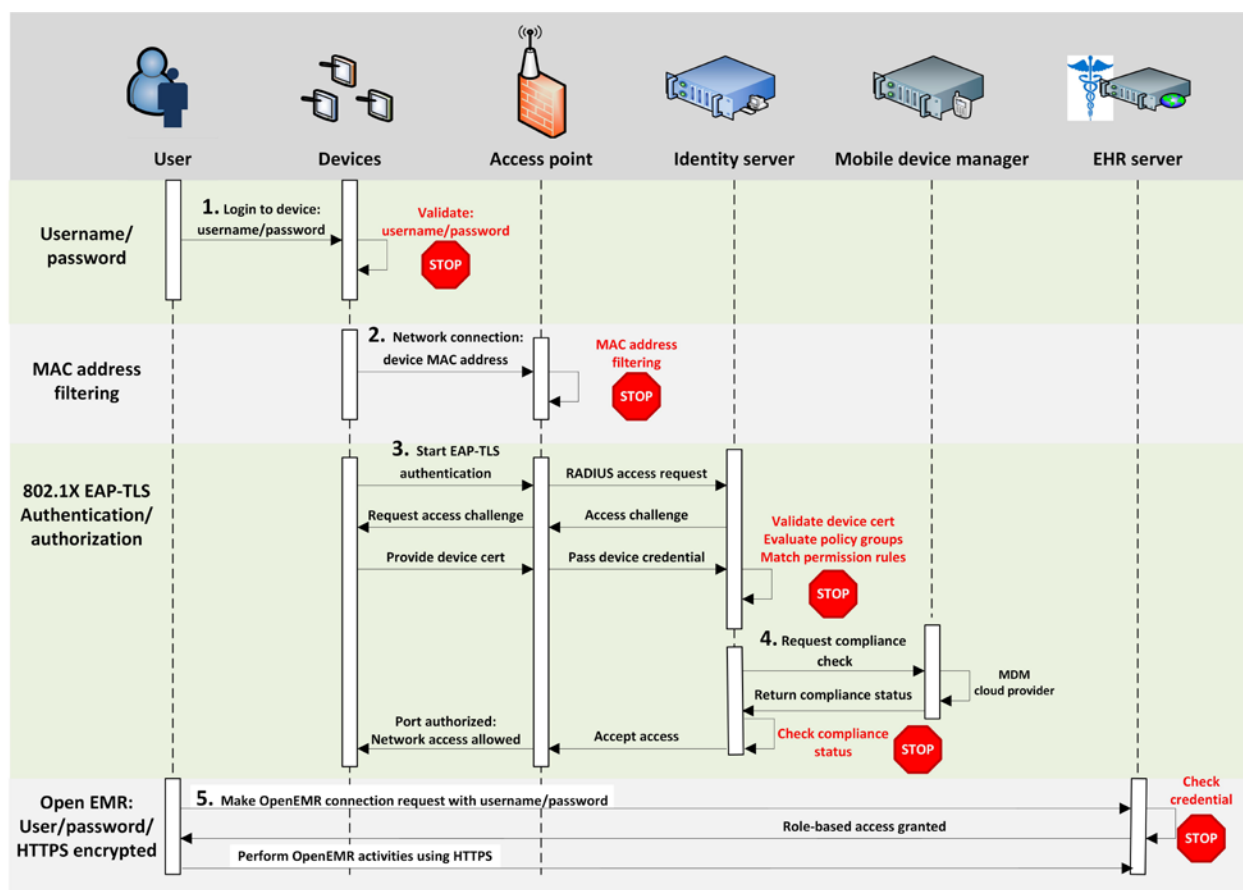 User
Devices
Access point
Identity server
Mobile device manager
EHR server
Username/
password
1. Login to device:
username/password
Validate:
username/password
STOP
MAC address
filtering
2. Network connection:
device MAC address
MAC address
filtering
STOP
802.1X EAP-TLS
Authentication/
authorization
3. Start EAP-TLS
authentication
RADIUS access request
Request access challenge
Access challenge
Provide device cert
Pass device credential
Validate device cert
Evaluate policy groups
Match permission rules
STOP
4. Request compliance
check
MDM
cloud provider
Return compliance status
Port authorized:
Network access allowed
Accept access
Check compliance
status
STOP
Open EMR:
User/password/
HTTPS encrypted
5. Make OpenEMR connection request with username/password
Check
credential
STOP
Role-based access granted
Perform OpenEMR activities using HTTPS